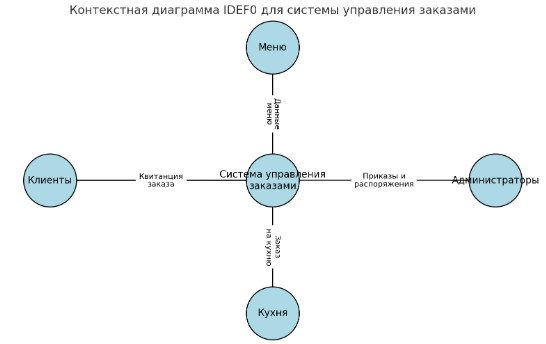 Контекстная диаграмма IDEF0 для системы управления заказами
Меню
Данные
меню
Клиенты
Квитанция
заказа
Система управления
заказами
Приказы и
распоряжения
Администраторы
Заказ
на кухню
Кухня